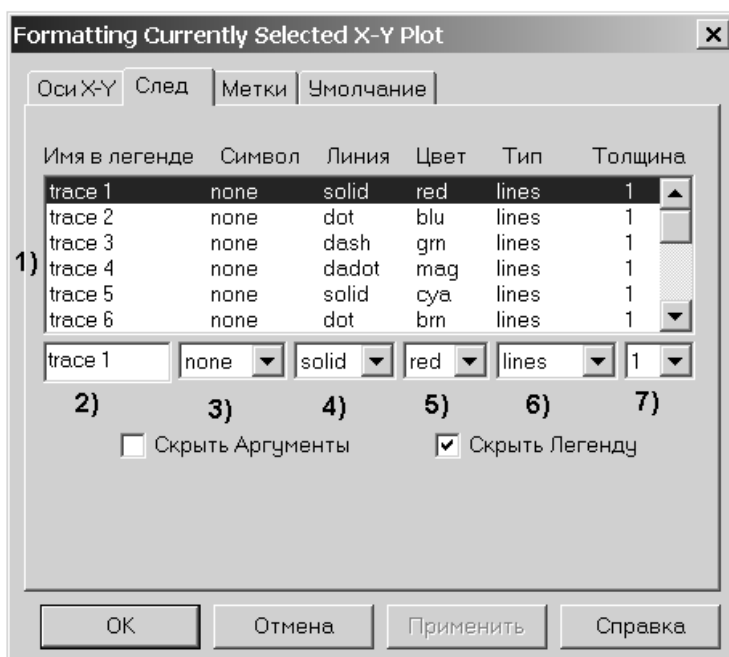 Formatting Currently Selected X-Y Plot
Оси X-Y След Метки Умолчание
Имя в легенде Символ Линия Цвет Тип Толщина
trace 1 none solid red lines 1
trace 2 none dot blu lines 1
trace 3 none dash grn lines 1
1)
trace 4 none dadot mag lines 1
trace 5 none solid cya lines 1
trace 6 none dot brn lines 1
trace 1 none solid red lines 1
2) 3) 4) 5) 6) 7)
Скрыть Аргументы Скрыть Легенду
OK Отмена Применить Справка